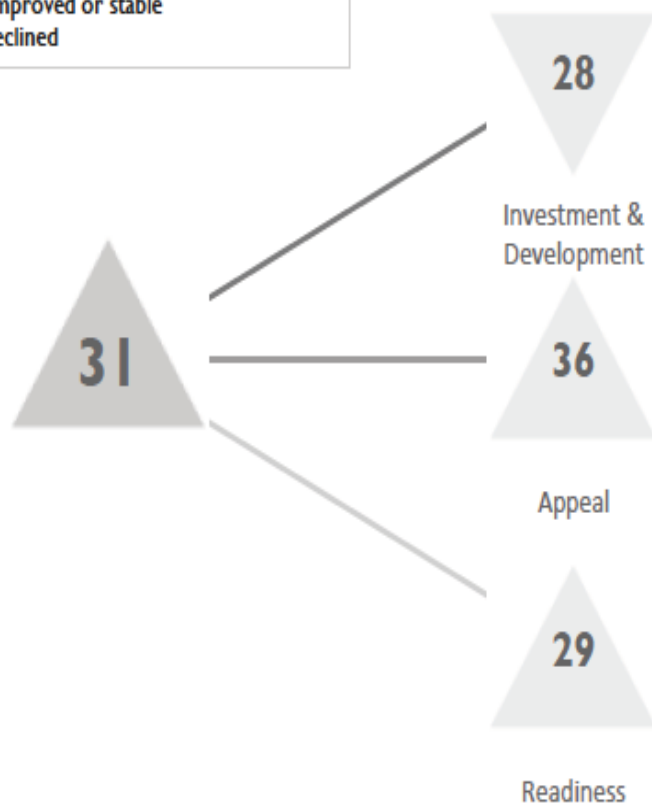 mproved or stable
eclined
28
Investment &
Development
31
36
Appeal
29
Readiness